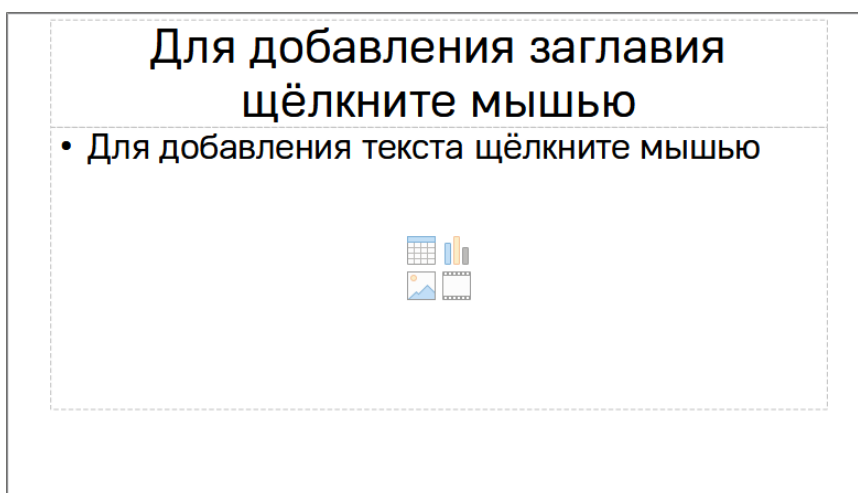 Для добавления заглавия
щёлкните мышью
• Для добавления текста щёлкните мышью